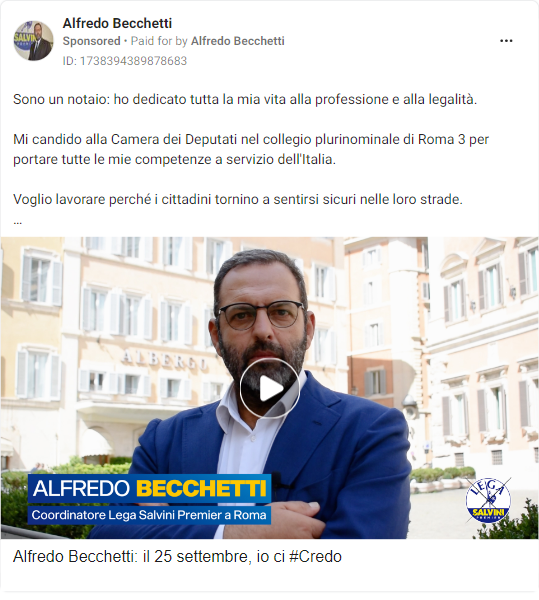 Alfredo Becchetti
Sponsored • Paid for by Alfredo Becchetti
ID: 1738394389878683
Sono un notaio: ho dedicato tutta la mia vita alla professione e alla legalità.
Mi candido alla Camera dei Deputati nel collegio plurinominale di Roma 3 per
portare tutte le mie competenze a servizio dell'Italia.
Voglio lavorare perché i cittadini tornino a sentirsi sicuri nelle loro strade.
...
ALBERGO
ALFREDO BECCHETTI
Coordinatore Lega Salvini Premier a Roma
LEGA
SALVINI
PREMIER
Alfredo Becchetti: il 25 settembre, io ci #Credo